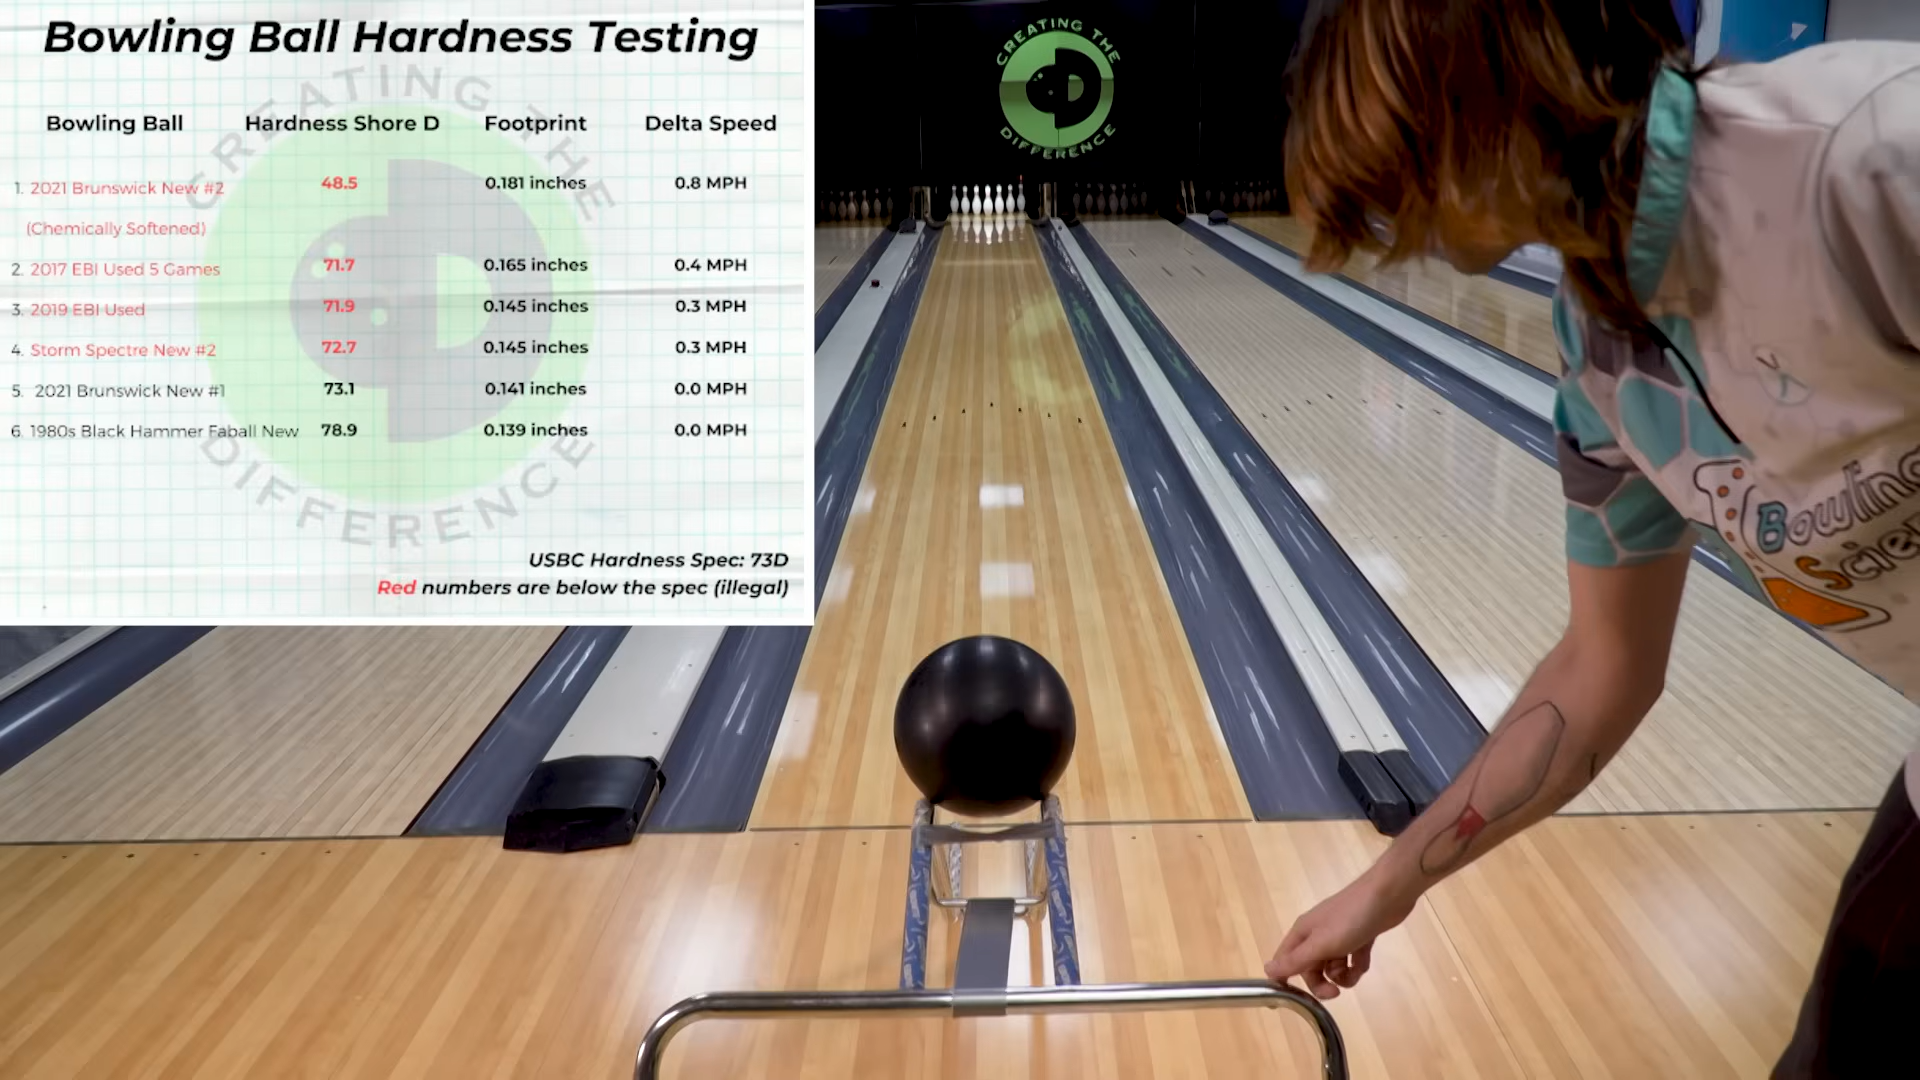 Bowling Ball Hardness Testing
CREATING THE
Bowling Ball Hardness Shore D Footprint Delta Speed
1. 2021 Brunswick New #2 48.5 0.181 inches 0.8 MPH
(Chemically Softened)
2. 2017 EBI Used 5 Games 71.7 0.165 inches 0.4 MPH
3. 2019 EBI Used 71.9 0.145 inches 0.3 MPH
4. Storm Spectre New #2 72.7 0.145 inches 0.3 MPH
5. 2021 Brunswick New #1 73.1 0.141 inches 0.0 MPH
6. 1980s Black Hammer Faball New 78.9 0.139 inches 0.0 MPH
DIFFERENCE
USBC Hardness Spec: 73D
Red numbers are below the spec (illegal)
CREATING THE
DIFFERENCE
Bowling